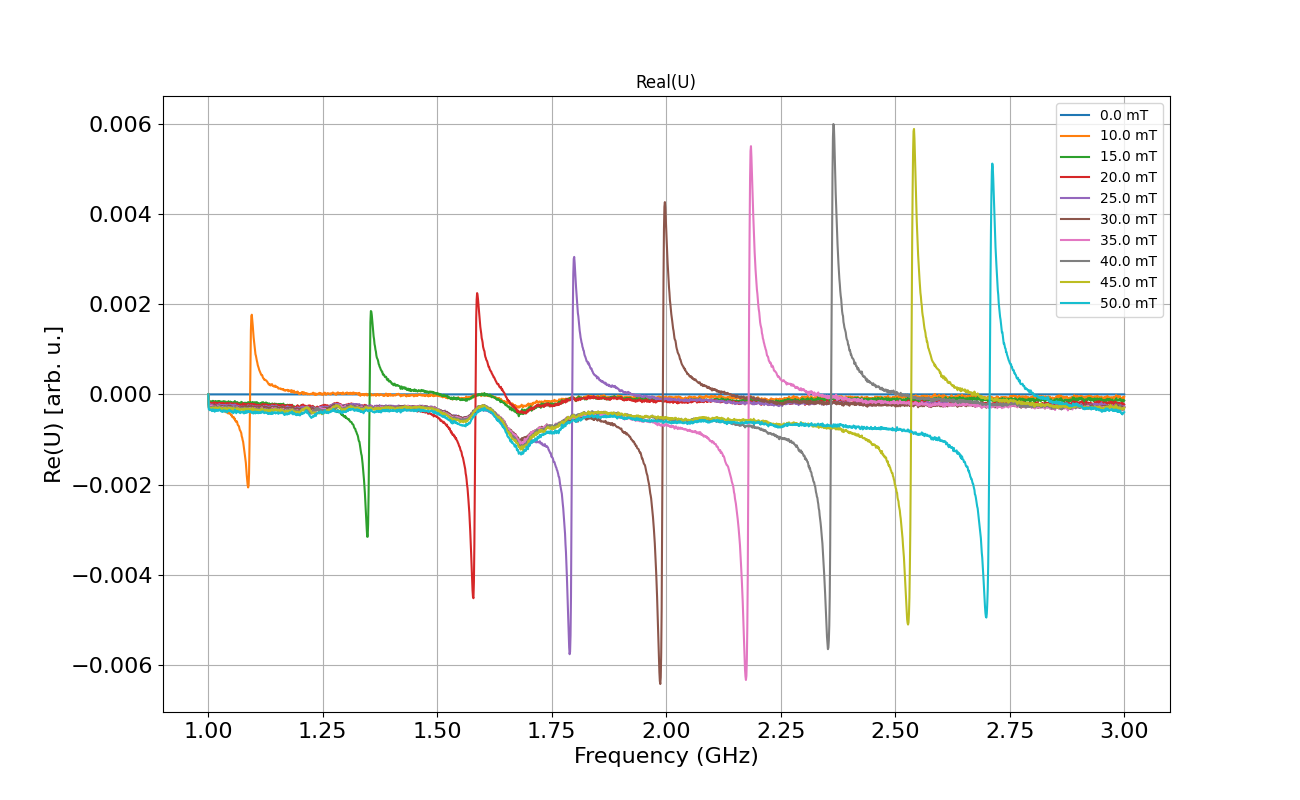 Real(U)
0.006
0.004
0.002
0.000
−0.002
−0.004
−0.006
Re(U) [arb. u.]
0.0 mT
10.0 mT
15.0 mT
20.0 mT
25.0 mT
30.0 mT
35.0 mT
40.0 mT
45.0 mT
50.0 mT
1.00 1.25 1.50 1.75 2.00 2.25 2.50 2.75 3.00
Frequency (GHz)